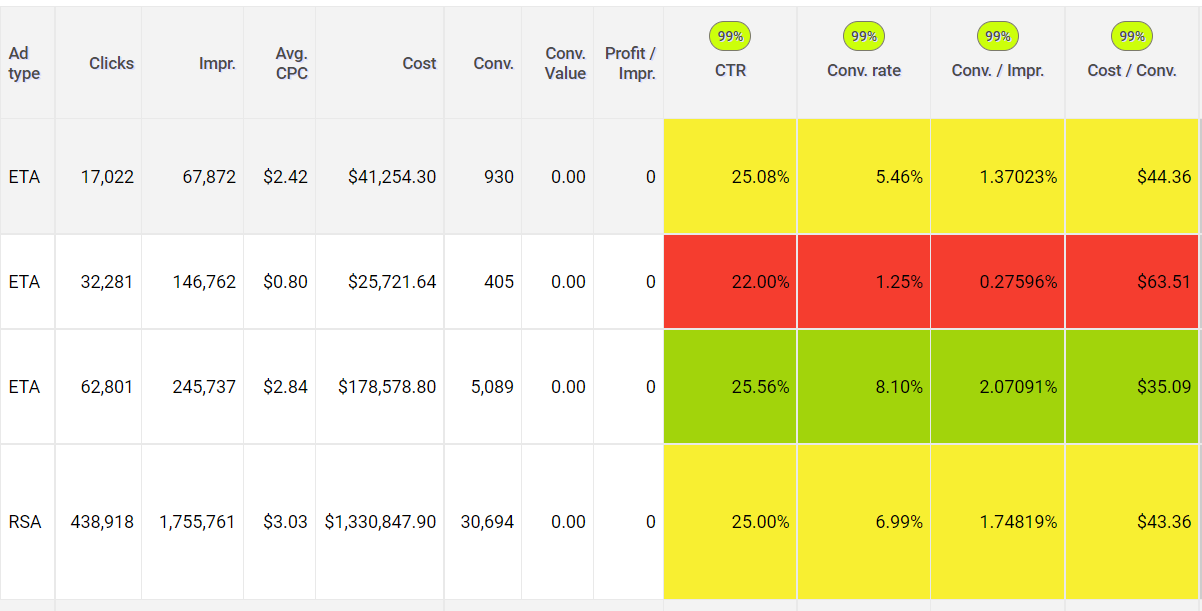 99% 99% 99% 99%
Ad type Clicks Impr. Avg. CPC Cost Conv. Conv. Value Profit / Impr. CTR Conv. rate Conv. / Impr. Cost / Conv.
ETA 17,022 67,872 $2.42 $41,254.30 930 0.00 0 25.08% 5.46% 1.37023% $44.36
ETA 32,281 146,762 $0.80 $25,721.64 405 0.00 0 22.00% 1.25% 0.27596% $63.51
ETA 62,801 245,737 $2.84 $178,578.80 5,089 0.00 0 25.56% 8.10% 2.07091% $35.09
RSA 438,918 1,755,761 $3.03 $1,330,847.90 30,694 0.00 0 25.00% 6.99% 1.74819% $43.36